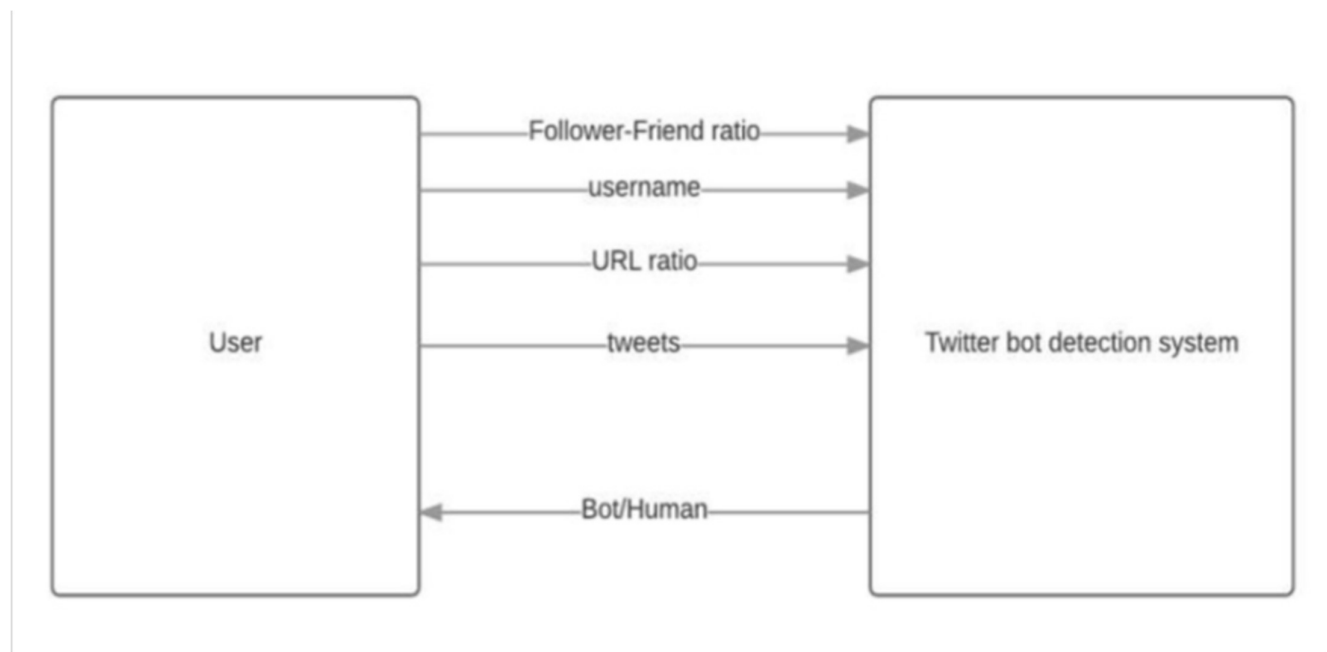 Follower-Friend ratio
username
URL ratio
User
tweets
Twitter bot detection system
Bot/Human